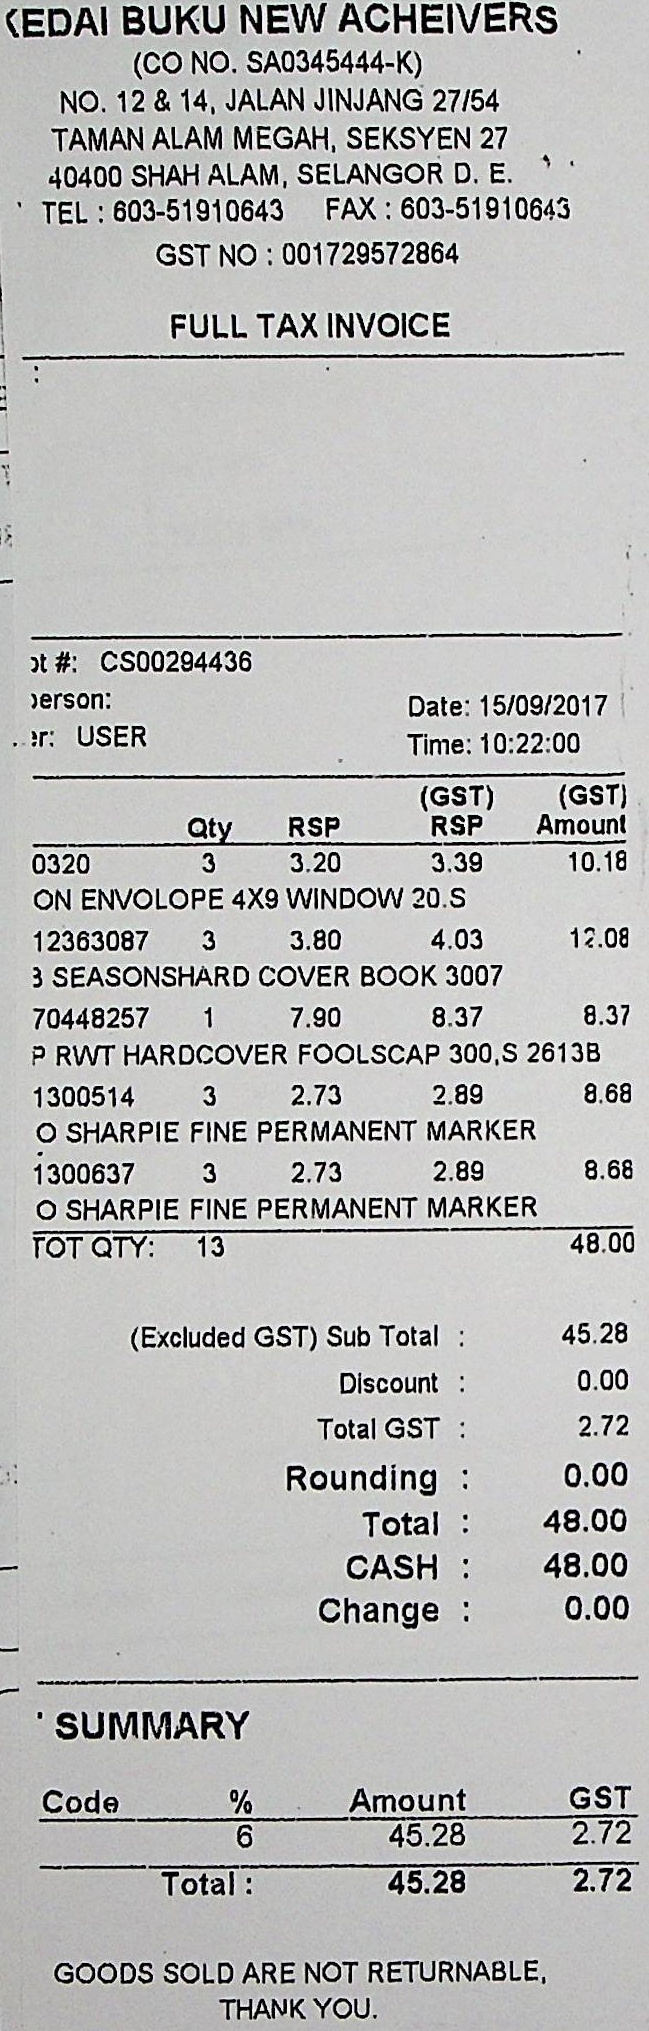 KEDAI BUKU NEW ACHEIVERS
(CO NO. SA0345444-K)
NO. 12 & 14, JALAN JINJANG 27/54
TAMAN ALAM MEGAH, SEKSYEN 27
40400 SHAH ALAM, SELANGOR D. E.
TEL : 603-51910643 FAX : 603-51910643
GST NO : 001729572864
FULL TAX INVOICE
:
ot #: CS00294436
person:
Date: 15/09/2017
er: USER
Time: 10:22:00
(GST) (GST)
Qty RSP RSP Amount
0320 3 3.20 3.39 10.18
ON ENVOLOPE 4X9 WINDOW 20.S
12363087 3 3.80 4.03 12.08
3 SEASONSHARD COVER BOOK 3007
70448257 1 7.90 8.37 8.37
P RWT HARDCOVER FOOLSCAP 300,S 2613B
1300514 3 2.73 2.89 8.68
O SHARPIE FINE PERMANENT MARKER
1300637 3 2.73 2.89 8.68
O SHARPIE FINE PERMANENT MARKER
TOT QTY: 13 48.00
(Excluded GST) Sub Total : 45.28
Discount : 0.00
Total GST : 2.72
Rounding : 0.00
Total : 48.00
CASH : 48.00
Change : 0.00
SUMMARY
Code % Amount GST
6 45.28 2.72
Total : 45.28 2.72
GOODS SOLD ARE NOT RETURNABLE,
THANK YOU.